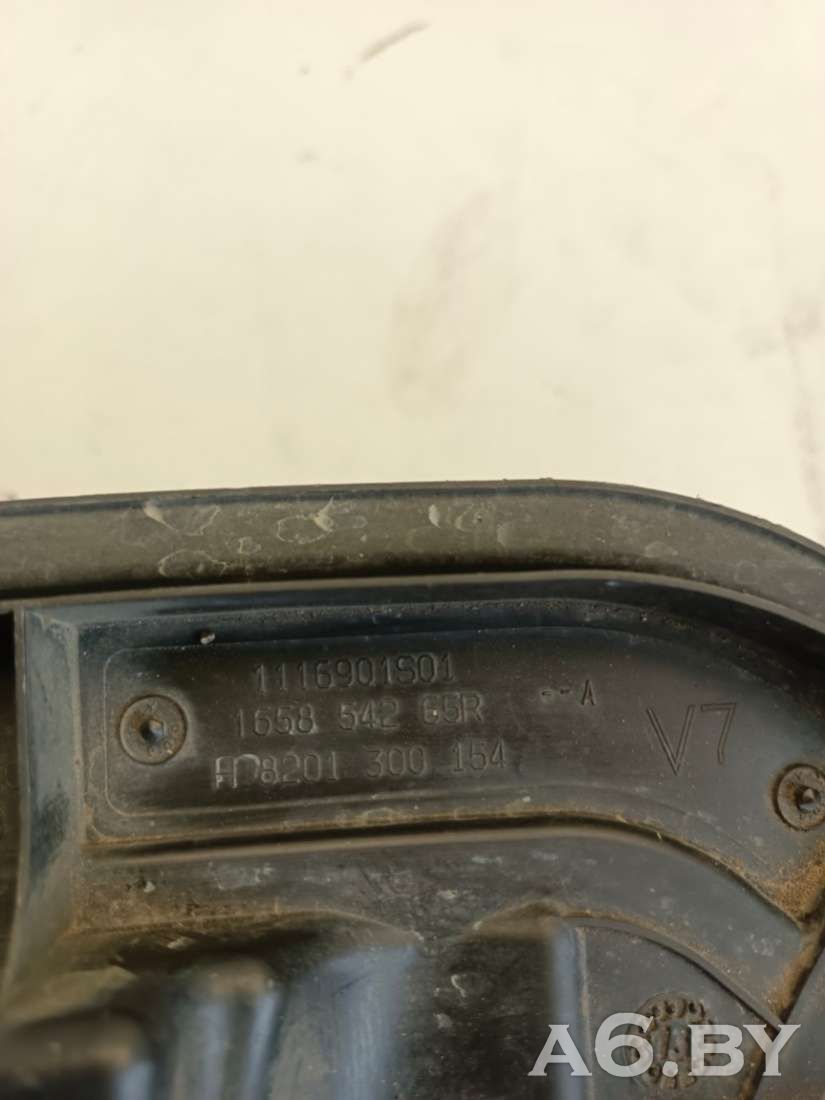 1116901S01
1658 542 65R --A
V7
8201 300 154
A6.BY